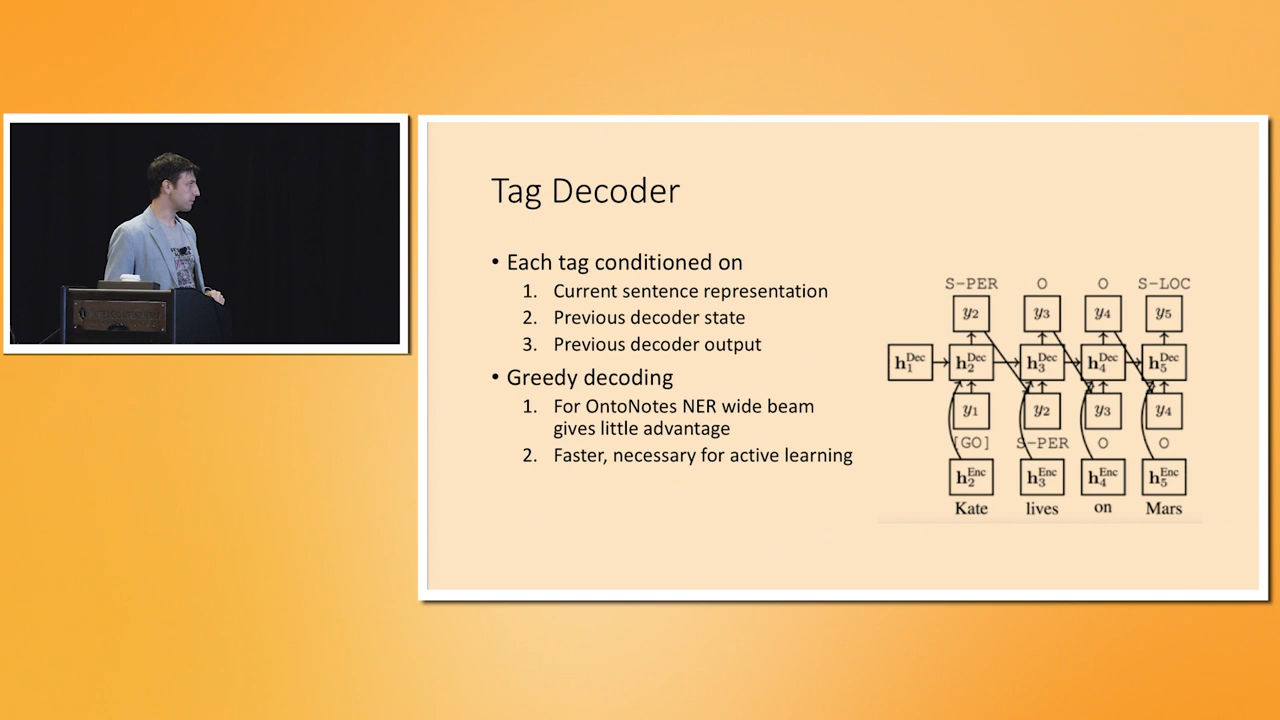 Tag Decoder
• Each tag conditioned on
1. Current sentence representation
2. Previous decoder state
3. Previous decoder output
• Greedy decoding
1. For OntoNotes NER wide beam
gives little advantage
2. Faster, necessary for active learning
S-PER O O S-LOC
y2 y3 y4 y5
h1Dec h2Dec h3Dec h4Dec h5Dec
y1 y2 y3 y4
[GO] S-PER O O
h2Enc h3Enc h4Enc h5Enc
Kate lives on Mars